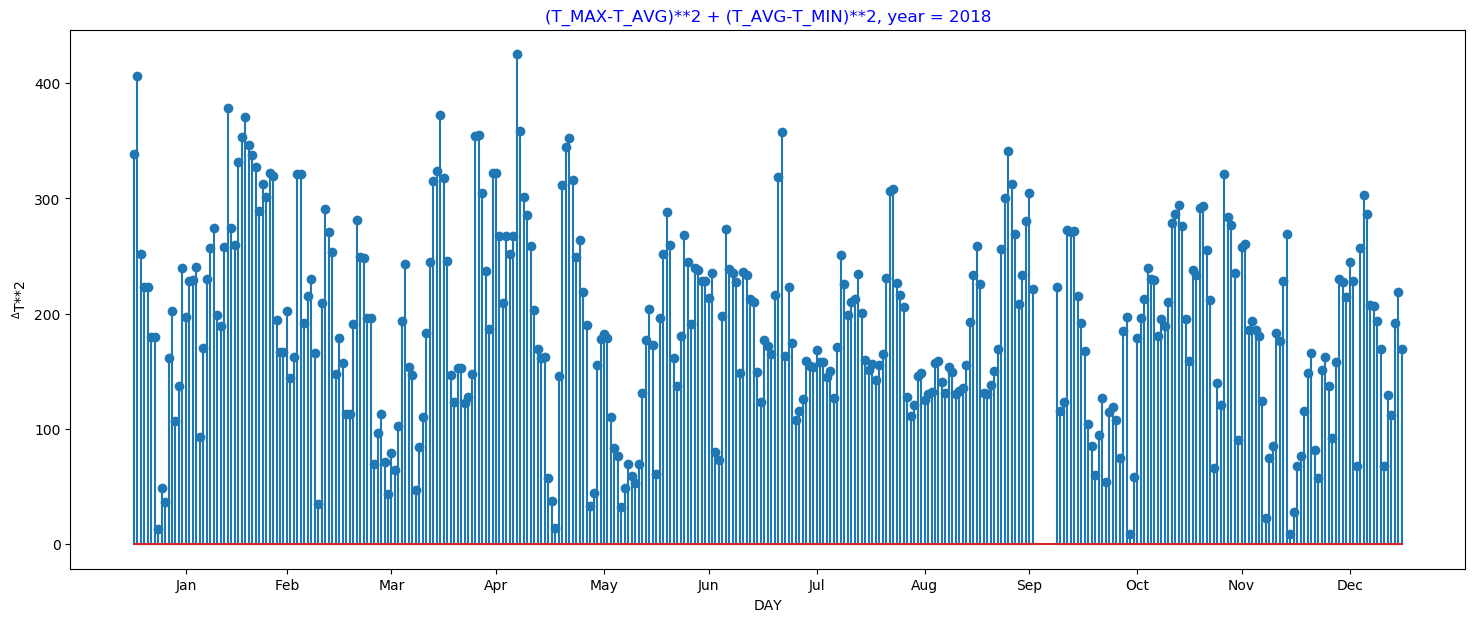 (T_MAX-T_AVG)**2 + (T_AVG-T_MIN)**2, year = 2018
ΔT**2
400
300
200
100
0
Jan Feb Mar Apr May Jun Jul Aug Sep Oct Nov Dec
DAY